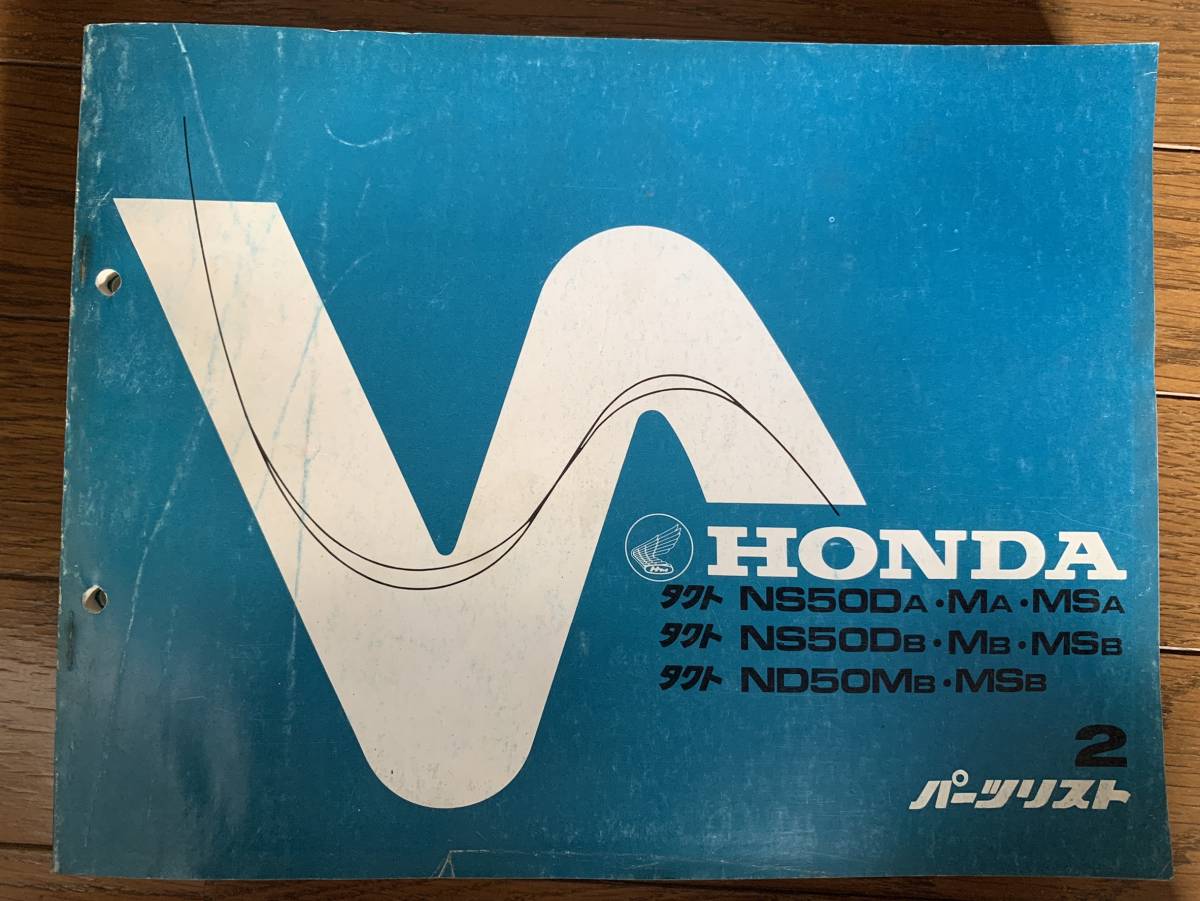 HONDA
タクト NS50DA・MA・MSA
タクト NS50DB・MB・MSB
タクト ND50MB・MSB
2
パーツリスト